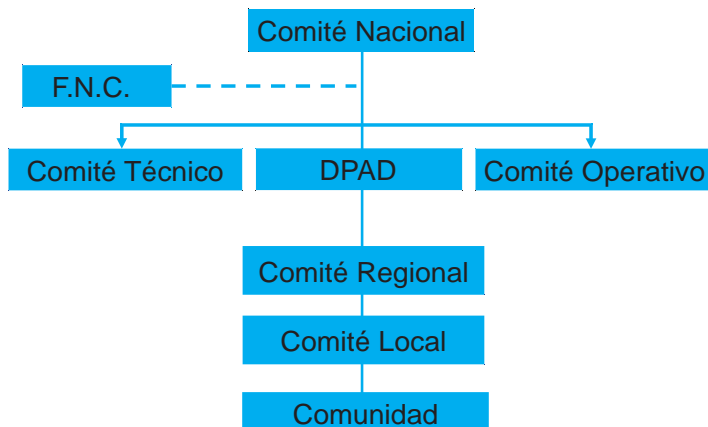 Comité Nacional
F.N.C.
Comité Técnico
DPAD
Comité Operativo
Comité Regional
Comité Local
Comunidad